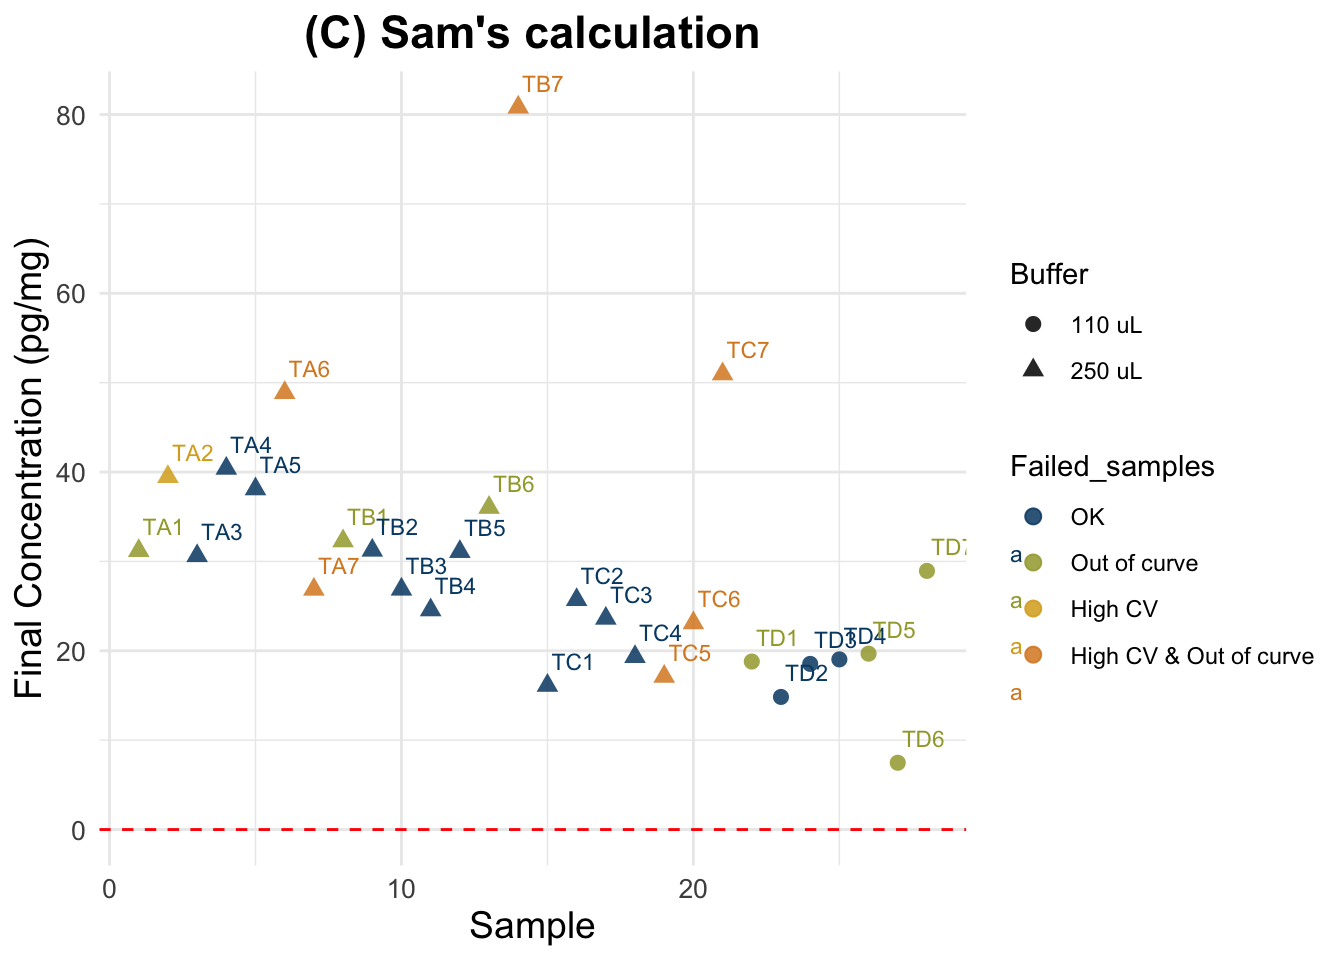 (C) Sam's calculation
Final Concentration (pg/mg)
80
60
40
20
0
0
10
20
Sample
TB7
TC7
TA6
TA2
TA4
TA5
TB6
TA1
TA3
TB1
TB2
TB5
TA7
TB3
TB4
TC2
TC3
TC6
TC4
TC1
TC5
TD1
TD2
TD3
TD4
TD5
TD7
TD6
Buffer
110 uL
250 uL
Failed_samples
OK
a
Out of curve
a
High CV
a
High CV & Out of curve
a